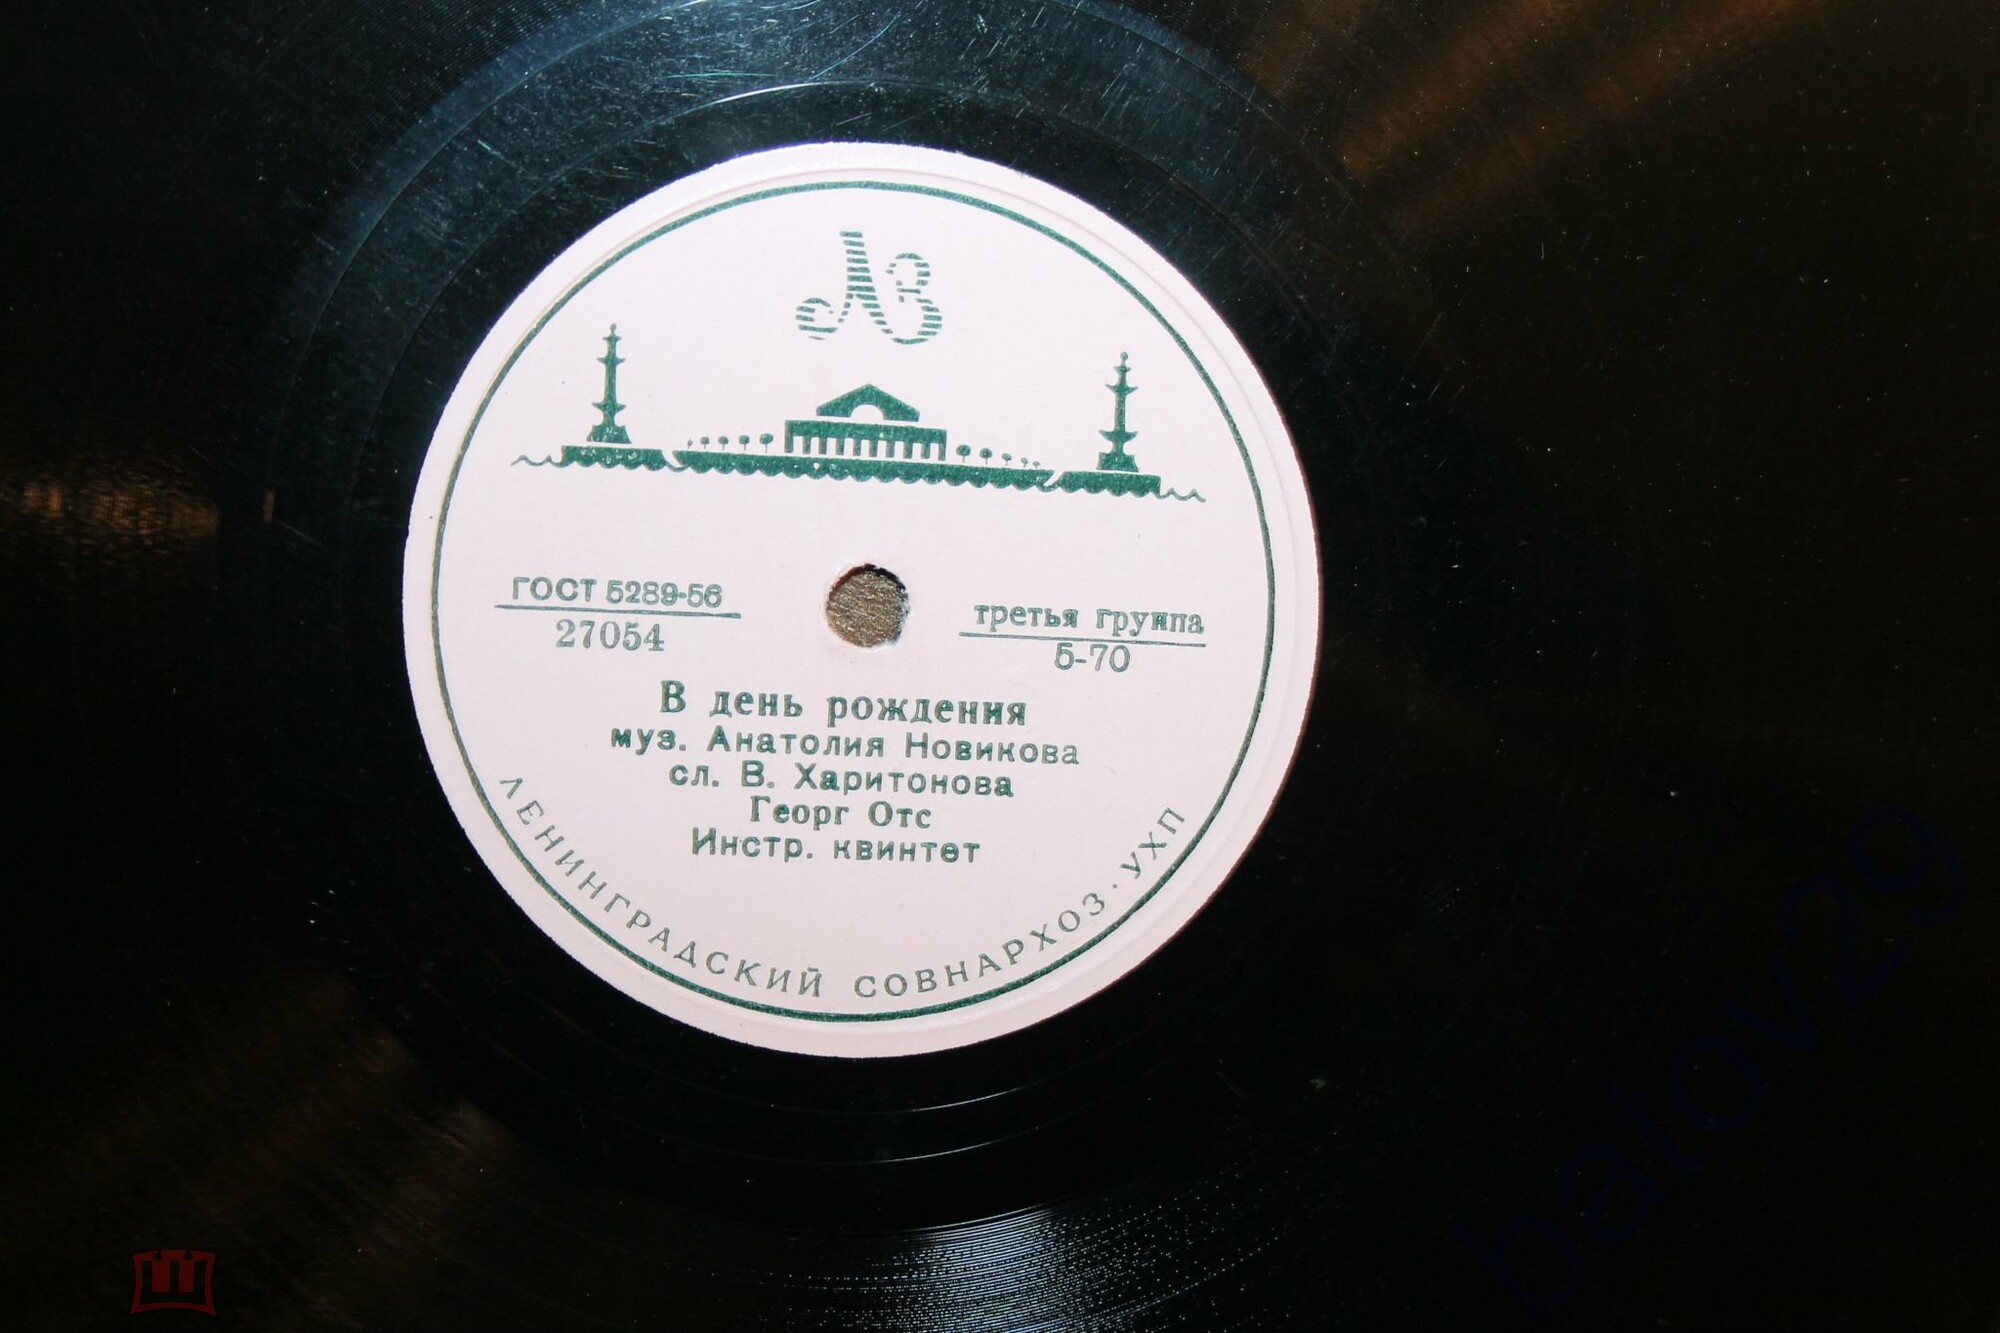 ЛЗ
ГОСТ 5289-56
27054
третья группа
5-70
В день рождения
муз. Анатолия Новикова
сл. В. Харитонова
Георг Отс
Инстр. квинтет
ЛЕНИНГРАДСКИЙ СОВНАРХОЗ · УХП
balov29
Ш